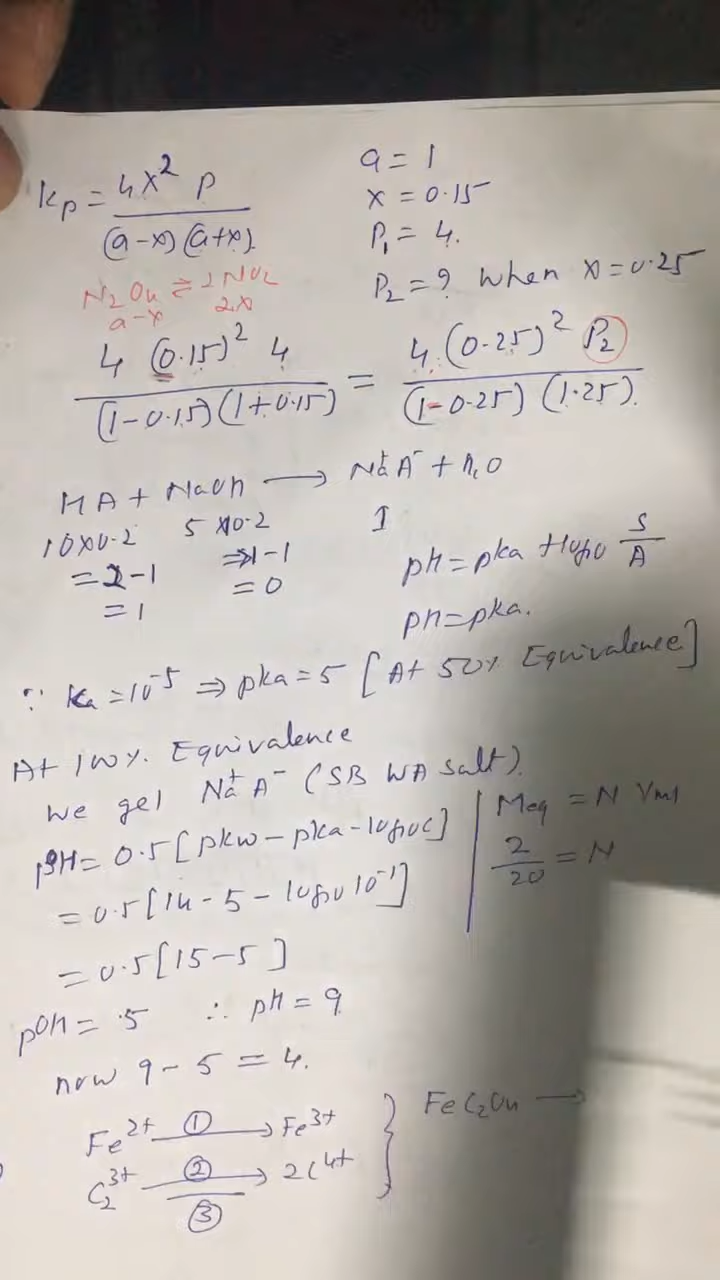 Kp = 4x² P / (a-x)(a+x)
a = 1
x = 0.15
P₁ = 4.
P₂ = ? when x = 0.25
N₂O₄ ⇌ 2NO₂
a-x 2x
4 (0.15)² 4 / (1-0.15)(1+0.15) = 4.(0.25)² P₂ / (1-0.25) (1.25).
HA + NaOH ⟶ Na⁺A⁻ + H₂O
10×0.2 5×0.2 1
= 2-1 ⇒ 1-1
= 1 = 0
pH = pka + log₁₀ S/A
pH = pka.
∵ Ka = 10⁻⁵ ⇒ pka = 5 [At 50% Equivalence]
At 100%. Equivalence
We get Na⁺A⁻ (SB WA salt).
pOH = 0.5[pkw - pka - log₁₀C]
= 0.5[14 - 5 - log₁₀10⁻¹]
= 0.5[15-5]
Meq = N Vml
2/20 = N
pOH = .5 ∴ pH = 9
now 9 - 5 = 4.
Fe²⁺ ① ⟶ Fe³⁺
C₂³⁺ ② ⟶ 2C⁴⁺
③
} FeC₂O₄ ⟶